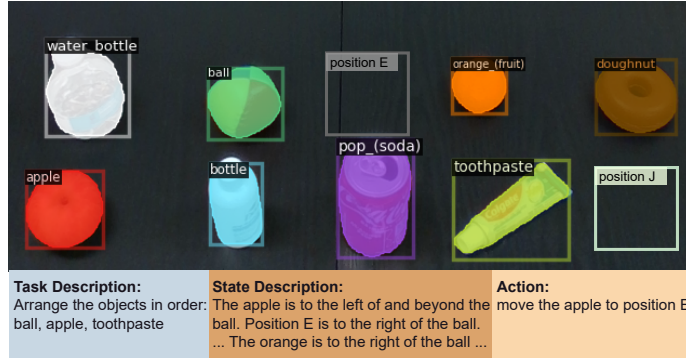 water_bottle
ball
position E
orange_(fruit)
doughnut
apple
bottle
pop_(soda)
toothpaste
position J
Task Description:
Arrange the objects in order:
ball, apple, toothpaste
State Description:
The apple is to the left of and beyond the
ball. Position E is to the right of the ball.
... The orange is to the right of the ball ...
Action:
move the apple to position E